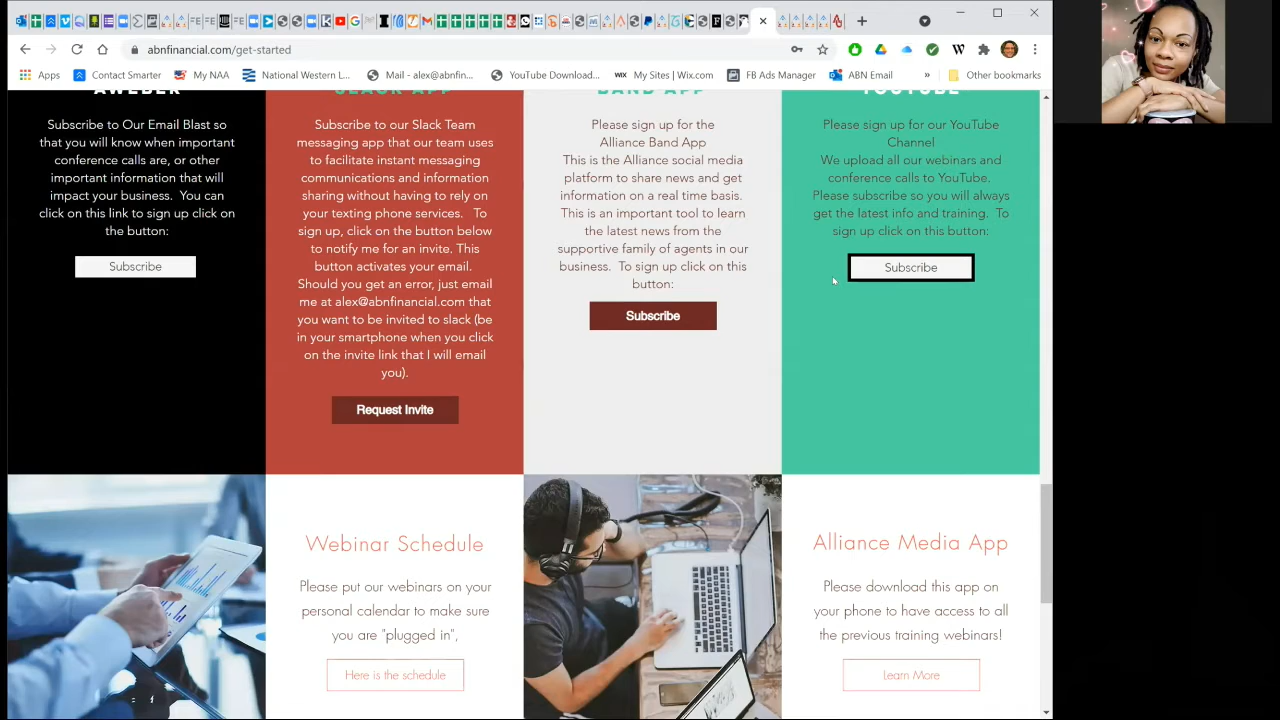 abnfinancial.com/get-started
Apps
Contact Smarter
My NAA
National Western L...
Mail - alex@abnfin...
YouTube Download...
My Sites | Wix.com
FB Ads Manager
ABN Email
»
Other bookmarks
AWEBER
Subscribe to Our Email Blast so
that you will know when important
conference calls are, or other
important information that will
impact your business. You can
click on this link to sign up click on
the button:
Subscribe
SLACK APP
Subscribe to our Slack Team
messaging app that our team uses
to facilitate instant messaging
communications and information
sharing without having to rely on
your texting phone services. To
sign up, click on the button below
to notify me for an invite. This
button activates your email.
Should you get an error, just email
me at alex@abnfinancial.com that
you want to be invited to slack (be
in your smartphone when you click
on the invite link that I will email
you).
Request Invite
BAND APP
Please sign up for the
Alliance Band App
This is the Alliance social media
platform to share news and get
information on a real time basis.
This is an important tool to learn
the latest news from the
supportive family of agents in our
business. To sign up click on this
button:
Subscribe
YOUTUBE
Please sign up for our YouTube
Channel
We upload all our webinars and
conference calls to YouTube.
Please subscribe so you will always
get the latest info and training. To
sign up click on this button:
Subscribe
Webinar Schedule
Please put our webinars on your
personal calendar to make sure
you are "plugged in",
Here is the schedule
Alliance Media App
Please download this app on
your phone to have access to all
the previous training webinars!
Learn More